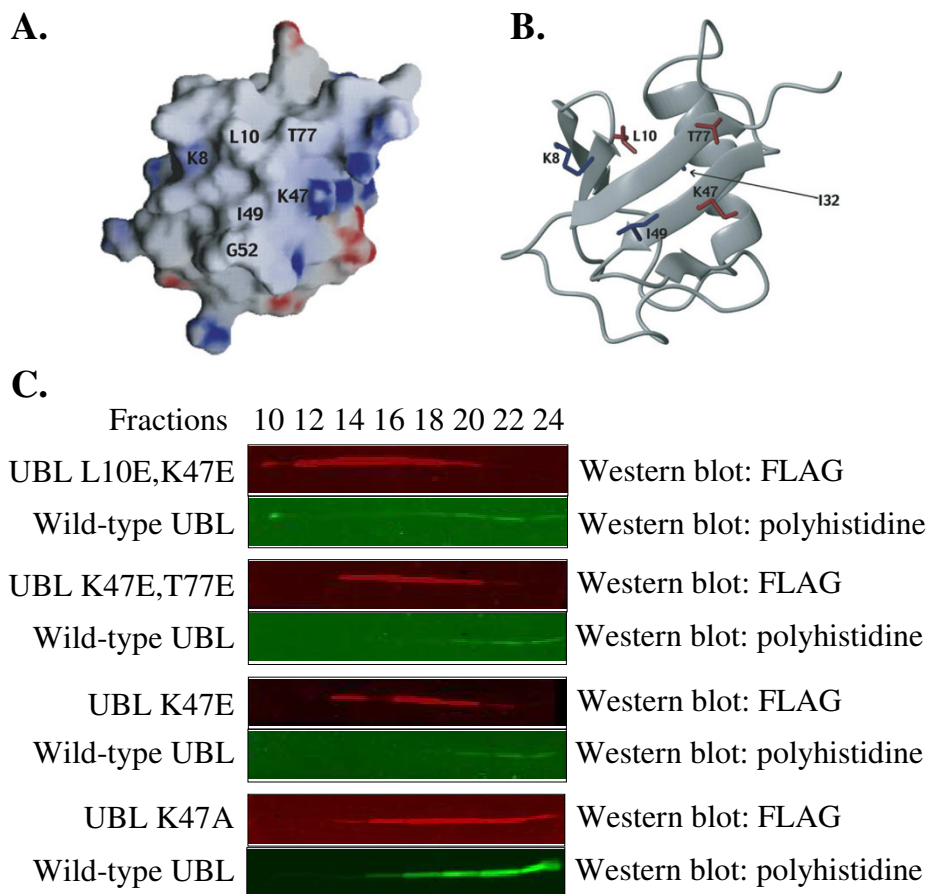 A.
B.
L10
T77
K8
K47
I49
G52
L10
T77
K8
K47
I32
I49
C.
Fractions 10 12 14 16 18 20 22 24
UBL L10E,K47E Western blot: FLAG
Wild-type UBL Western blot: polyhistidine
UBL K47E,T77E Western blot: FLAG
Wild-type UBL Western blot: polyhistidine
UBL K47E Western blot: FLAG
Wild-type UBL Western blot: polyhistidine
UBL K47A Western blot: FLAG
Wild-type UBL Western blot: polyhistidine